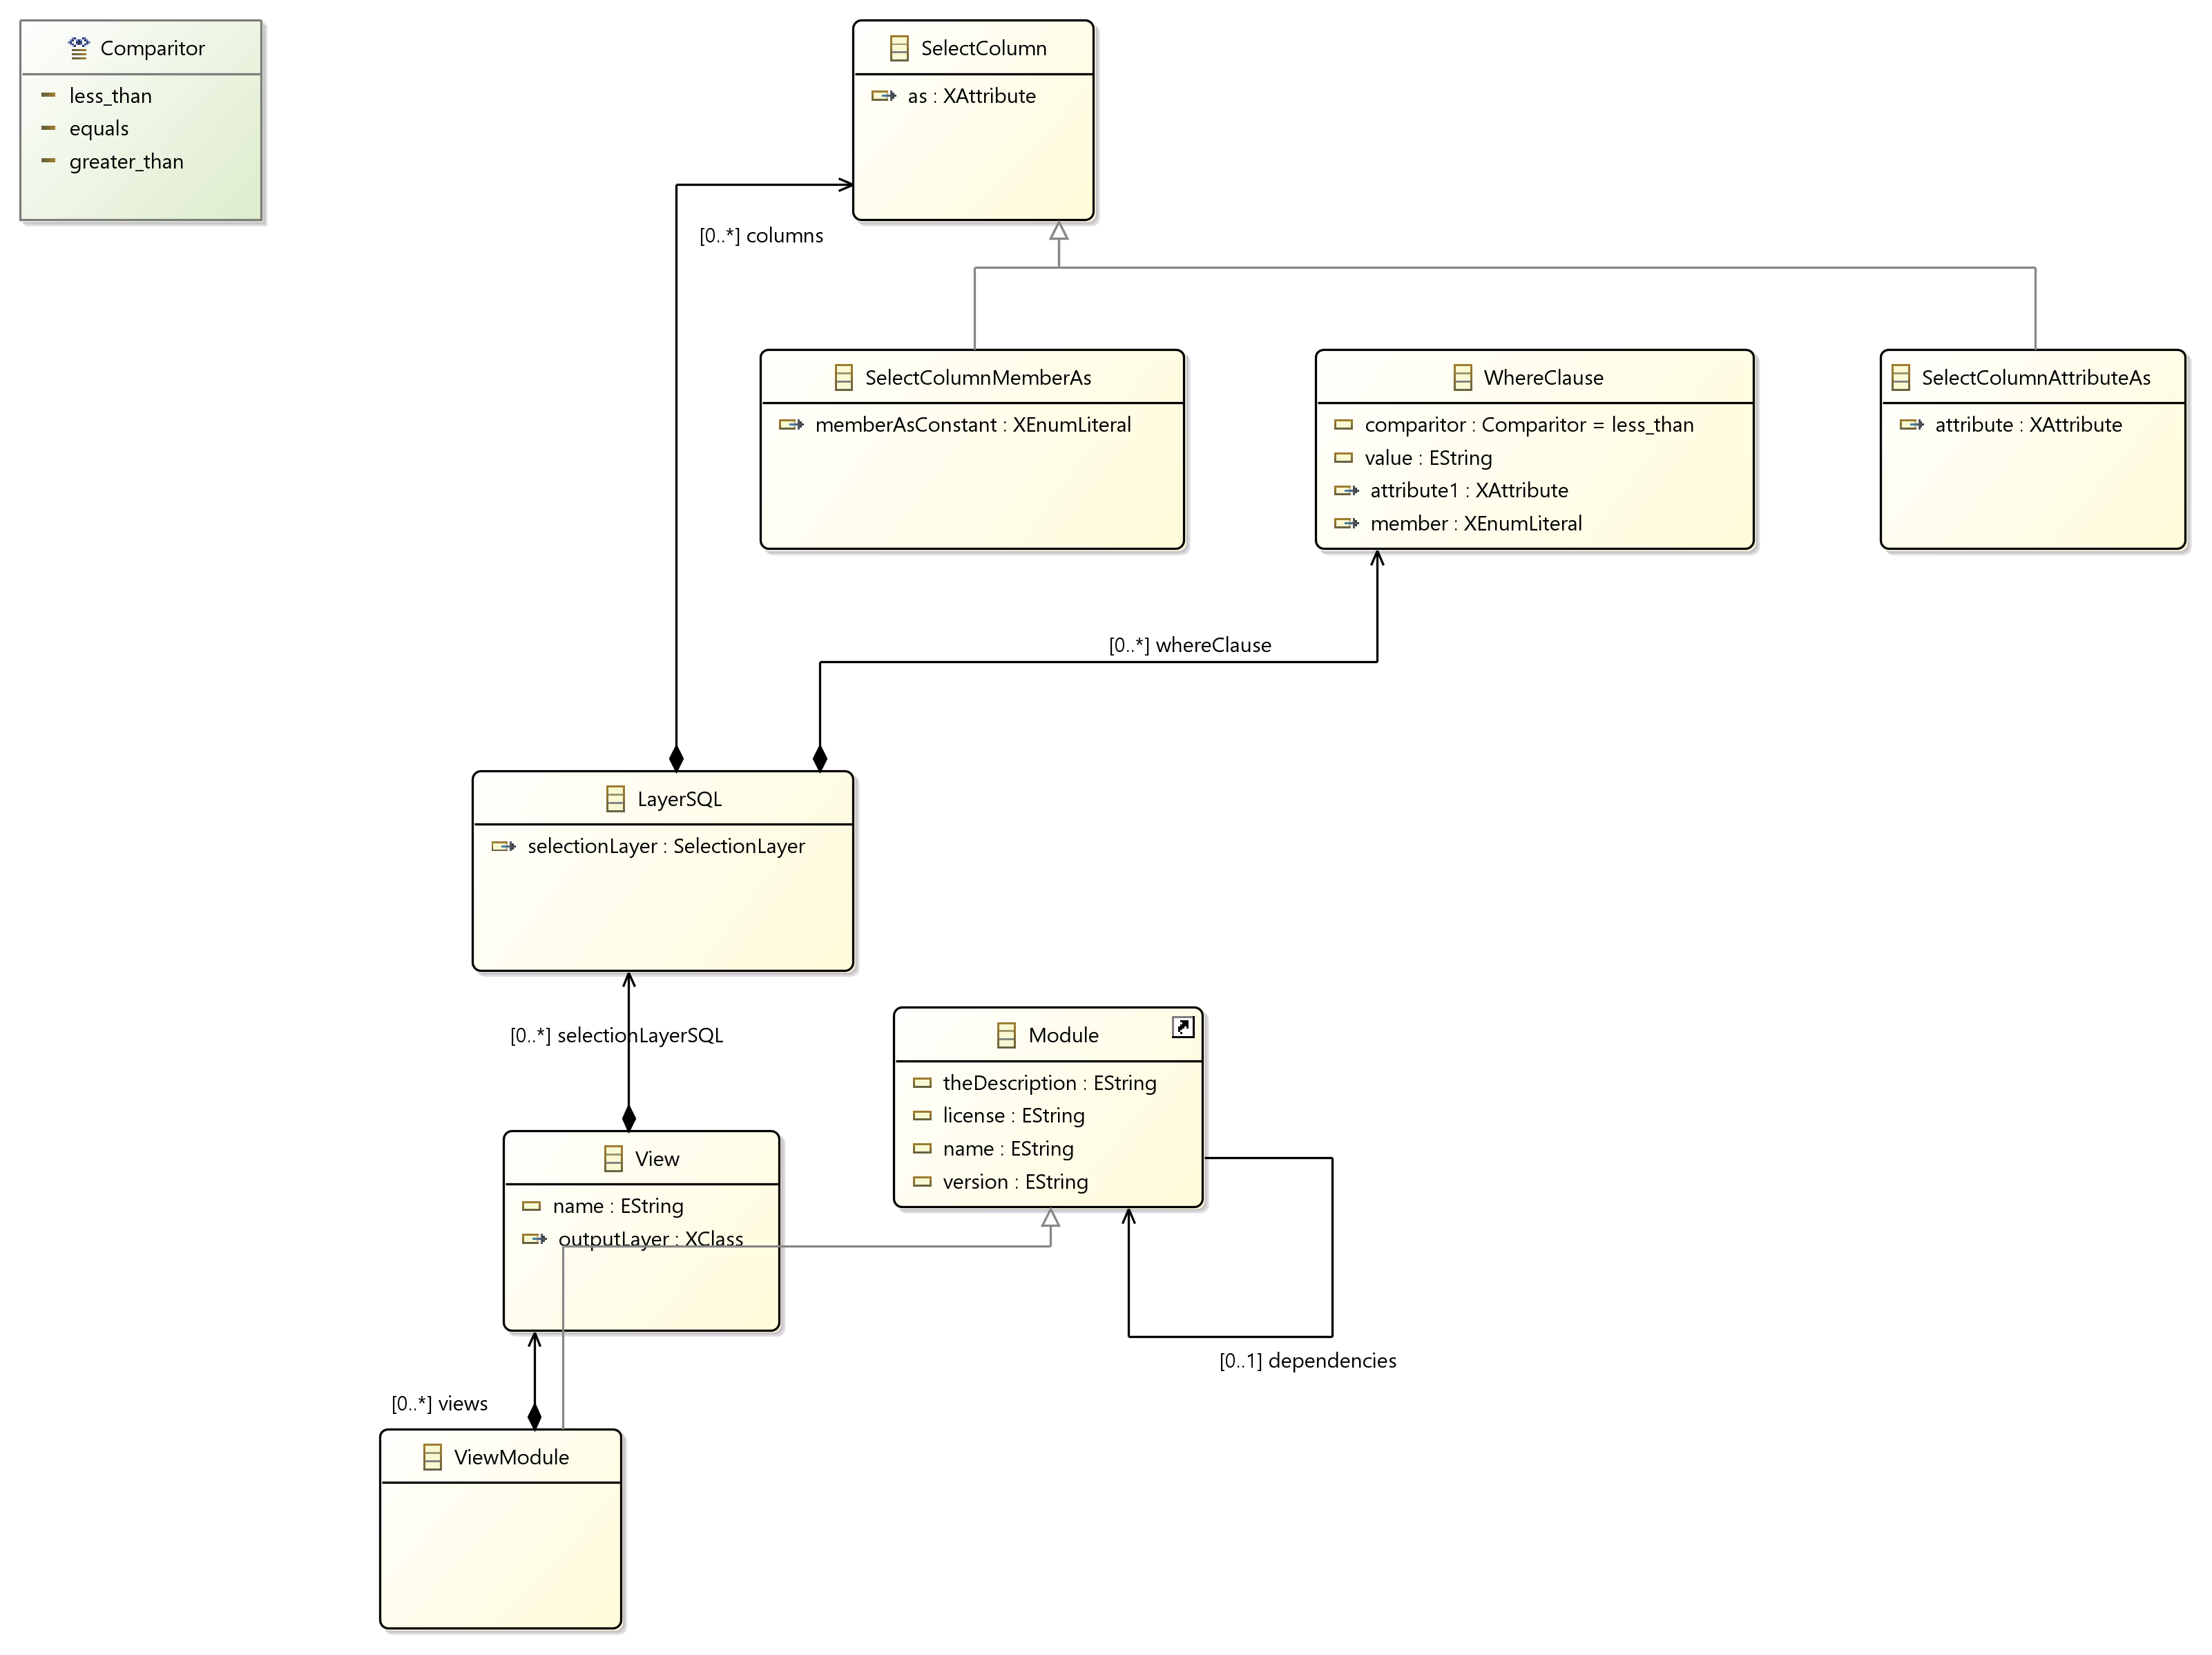 Comparitor
less_than
equals
greater_than
SelectColumn
as : XAttribute
[0..*] columns
SelectColumnMemberAs
memberAsConstant : XEnumLiteral
WhereClause
comparitor : Comparitor = less_than
value : EString
attribute1 : XAttribute
member : XEnumLiteral
SelectColumnAttributeAs
attribute : XAttribute
[0..*] whereClause
LayerSQL
selectionLayer : SelectionLayer
[0..*] selectionLayerSQL
Module
theDescription : EString
license : EString
name : EString
version : EString
View
name : EString
outputLayer : XClass
[0..1] dependencies
[0..*] views
ViewModule